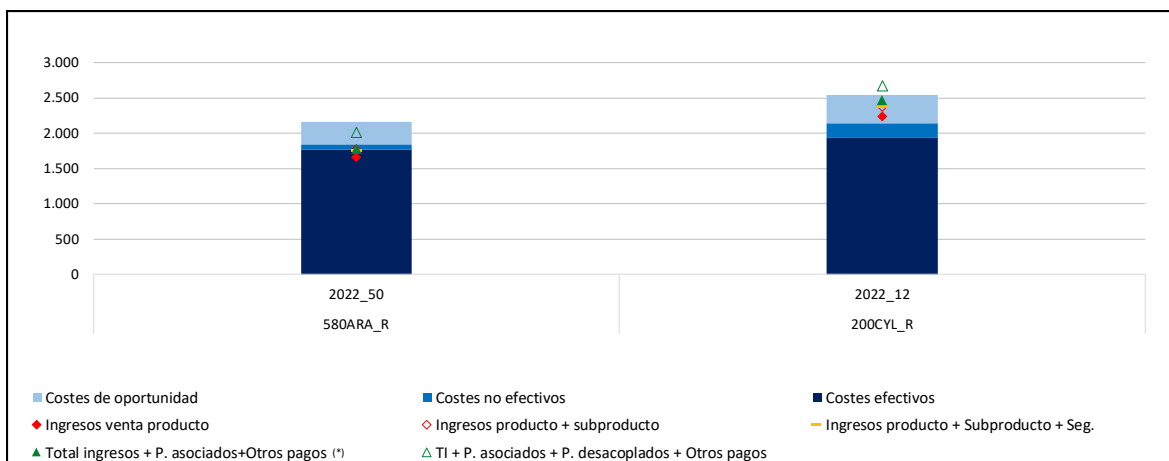 3.000
2.500
2.000
1.500
1.000
500
0
2022_50
2022_12
580ARA_R
200CYL_R
Costes de oportunidad
Costes no efectivos
Costes efectivos
Ingresos venta producto
Ingresos producto + subproducto
Ingresos producto + Subproducto + Seg.
Total ingresos + P. asociados+Otros pagos (*)
TI + P. asociados + P. desacoplados + Otros pagos